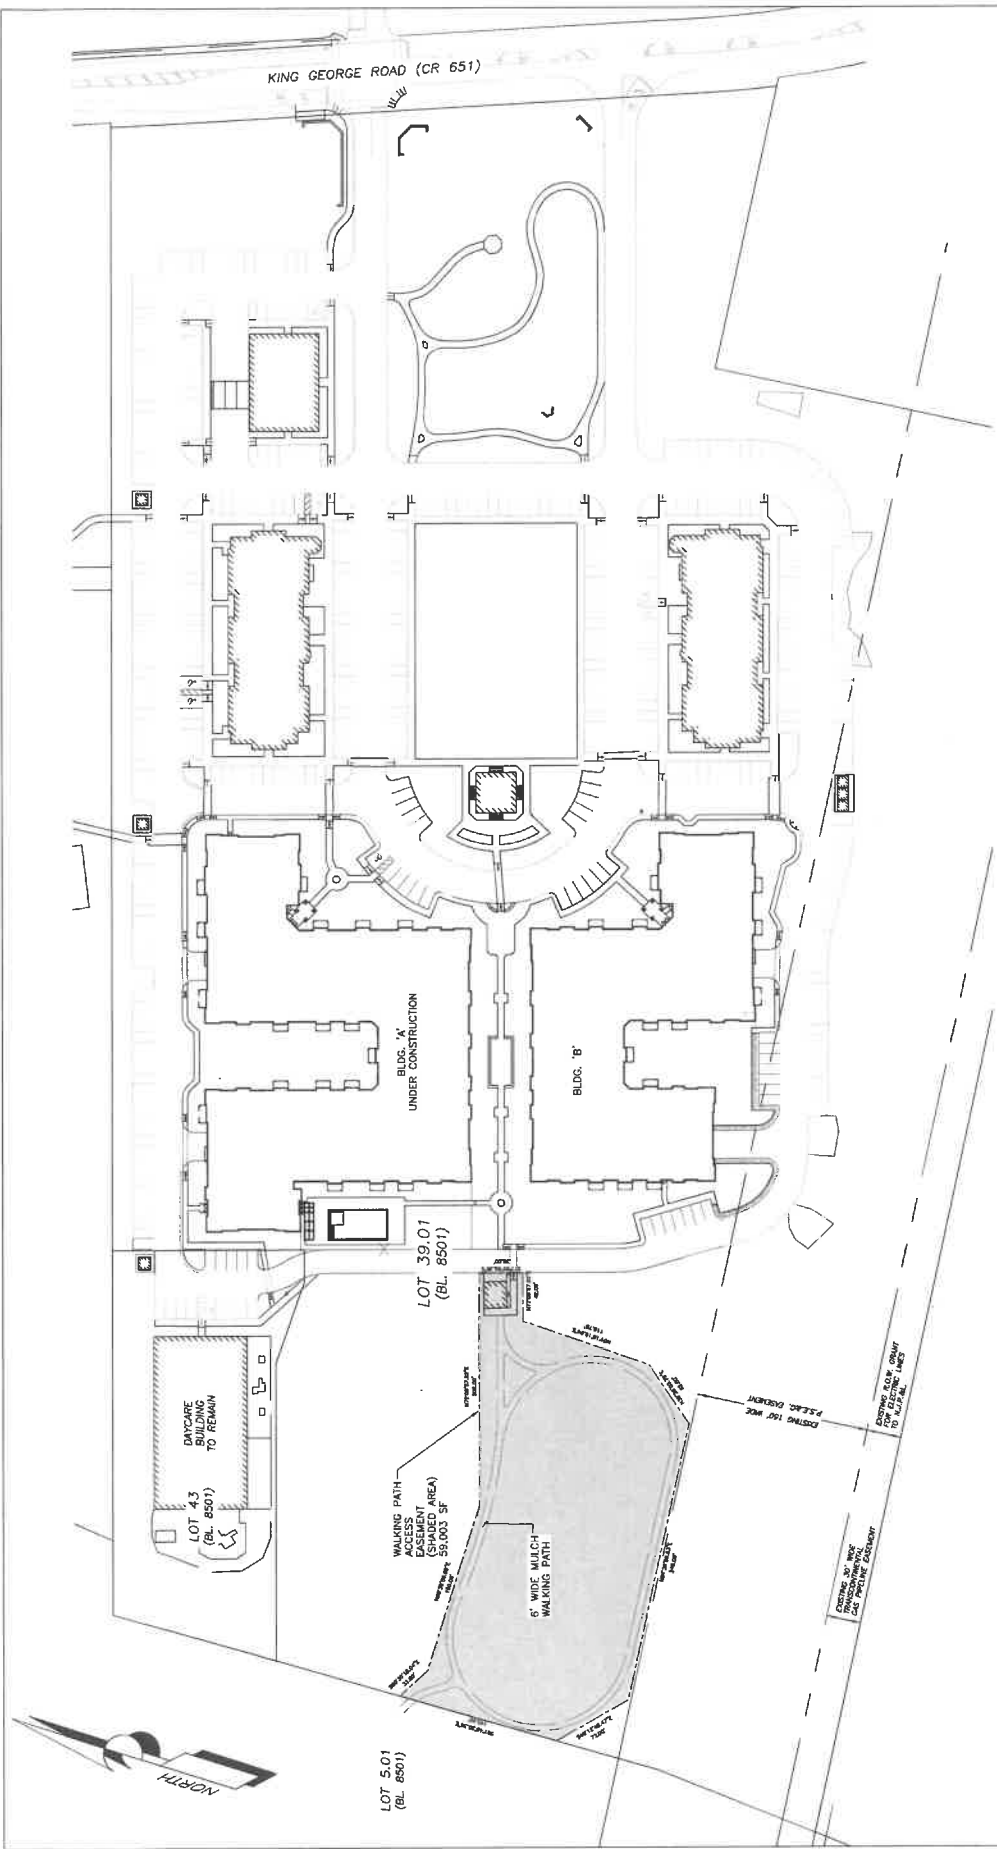 KING GEORGE ROAD (CR 651)
BLDG. 'A'
UNDER CONSTRUCTION
BLDG. 'B'
LOT 39.01
(BL. 8501)
DAYCARE
BUILDING
TO REMAIN
LOT 43
(BL. 8501)
WALKING PATH
ACCESS
EASEMENT
(SHADED AREA)
59,003 SF
6' WIDE MULCH
WALKING PATH
EXISTING 150' WIDE
P.S.E.&G. EASEMENT
EXISTING R.O.W. GRANT
FOR ELECTRIC LINES
EXISTING 30' WIDE
TRANSCONTINENTAL
GAS PIPELINE EASEMENT
NORTH
LOT 5.01
(BL. 8501)